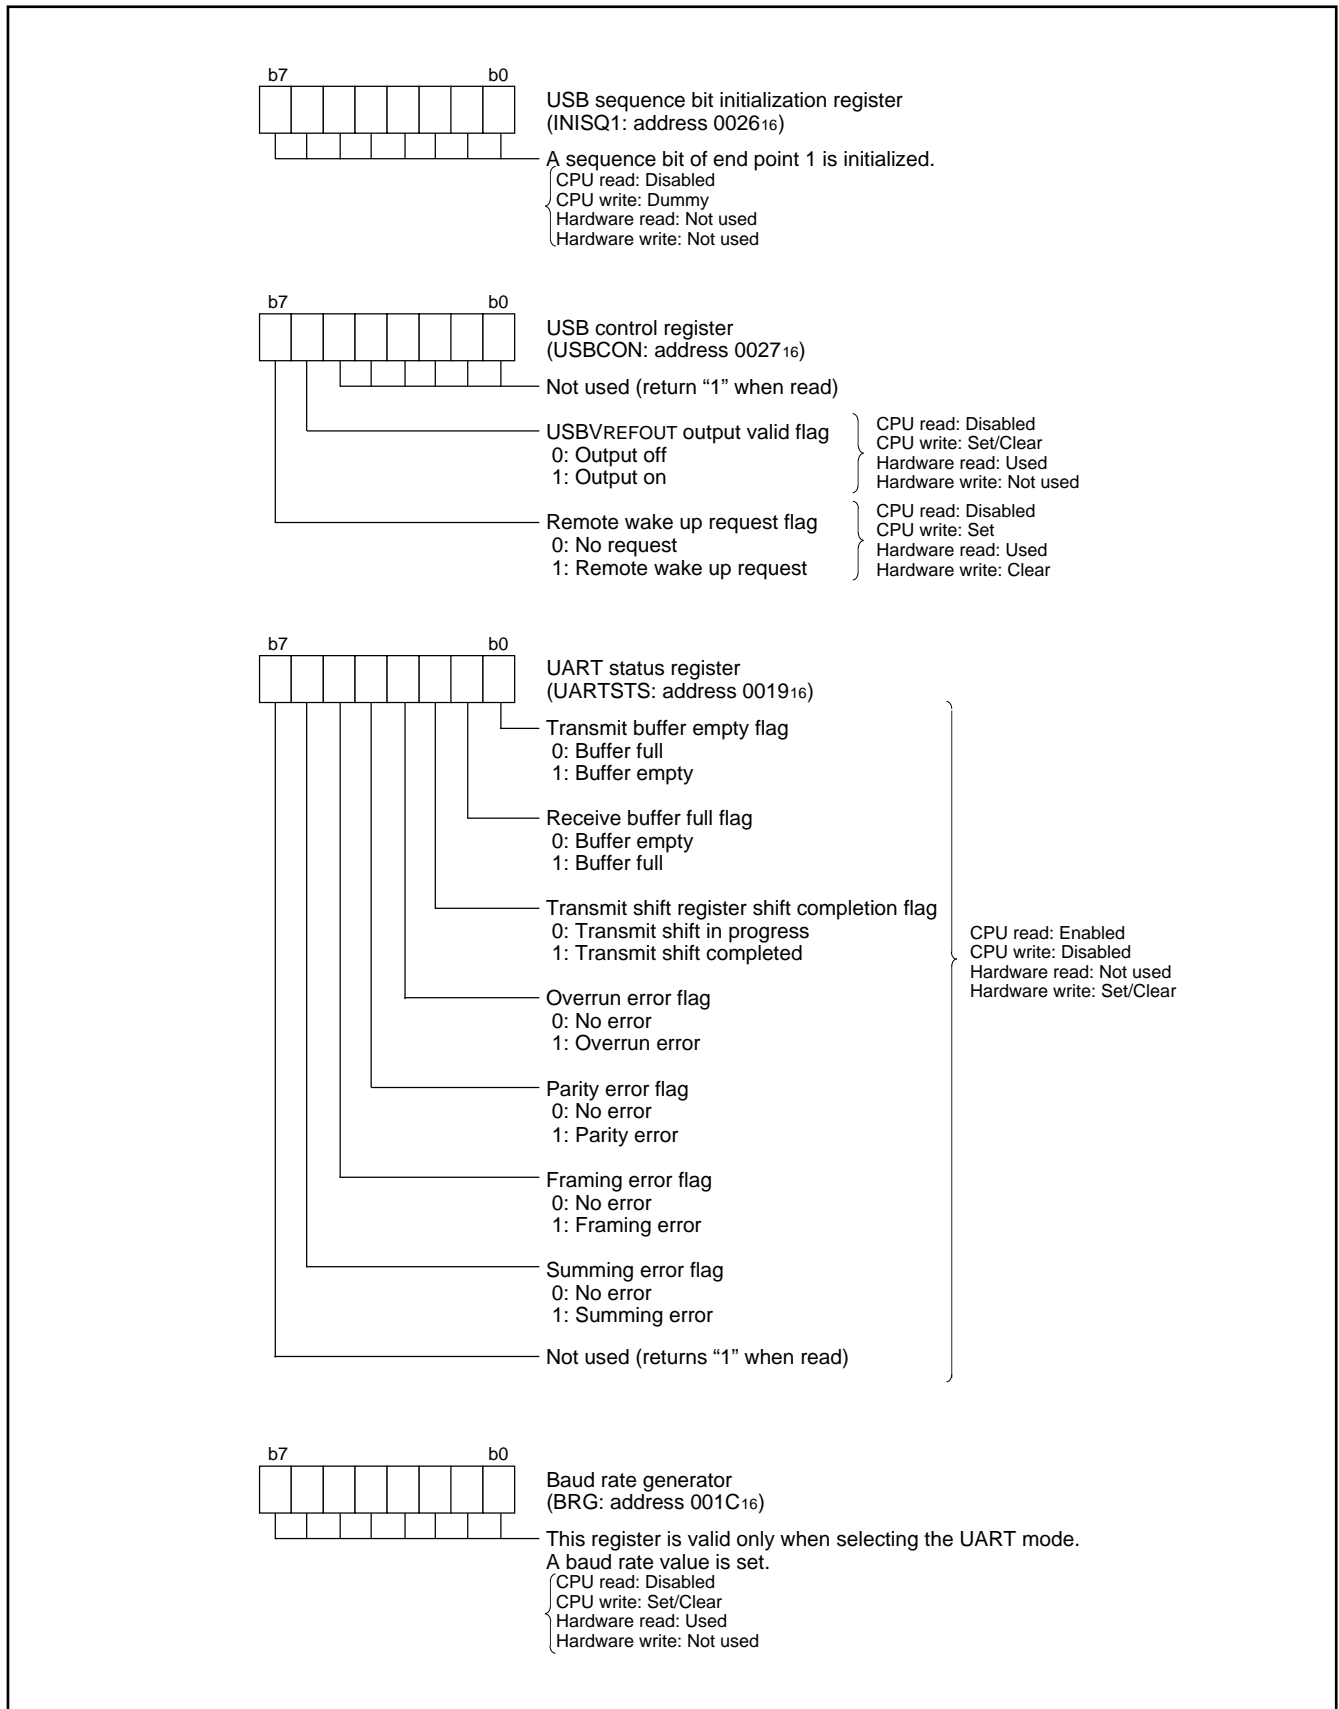 b7 b0
USB sequence bit initialization register
(INISQ1: address 002616)
A sequence bit of end point 1 is initialized.
CPU read: Disabled
CPU write: Dummy
Hardware read: Not used
Hardware write: Not used
b7 b0
USB control register
(USBCON: address 002716)
Not used (return “1” when read)
USBVREFOUT output valid flag
0: Output off
1: Output on
CPU read: Disabled
CPU write: Set/Clear
Hardware read: Used
Hardware write: Not used
Remote wake up request flag
0: No request
1: Remote wake up request
CPU read: Disabled
CPU write: Set
Hardware read: Used
Hardware write: Clear
b7 b0
UART status register
(UARTSTS: address 001916)
Transmit buffer empty flag
0: Buffer full
1: Buffer empty
Receive buffer full flag
0: Buffer empty
1: Buffer full
Transmit shift register shift completion flag
0: Transmit shift in progress
1: Transmit shift completed
Overrun error flag
0: No error
1: Overrun error
Parity error flag
0: No error
1: Parity error
Framing error flag
0: No error
1: Framing error
Summing error flag
0: No error
1: Summing error
Not used (returns “1” when read)
CPU read: Enabled
CPU write: Disabled
Hardware read: Not used
Hardware write: Set/Clear
b7 b0
Baud rate generator
(BRG: address 001C16)
This register is valid only when selecting the UART mode.
A baud rate value is set.
CPU read: Disabled
CPU write: Set/Clear
Hardware read: Used
Hardware write: Not used